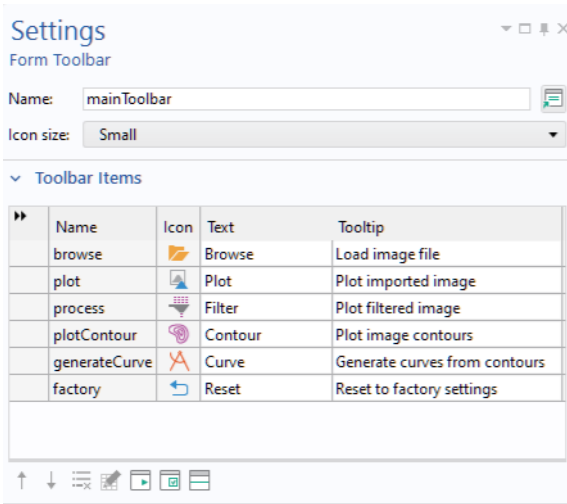 Settings
Form Toolbar
Name: mainToolbar
Icon size: Small
Toolbar Items
Name Icon Text Tooltip
browse Browse Load image file
plot Plot Plot imported image
process Filter Plot filtered image
plotContour Contour Plot image contours
generateCurve Curve Generate curves from contours
factory Reset Reset to factory settings